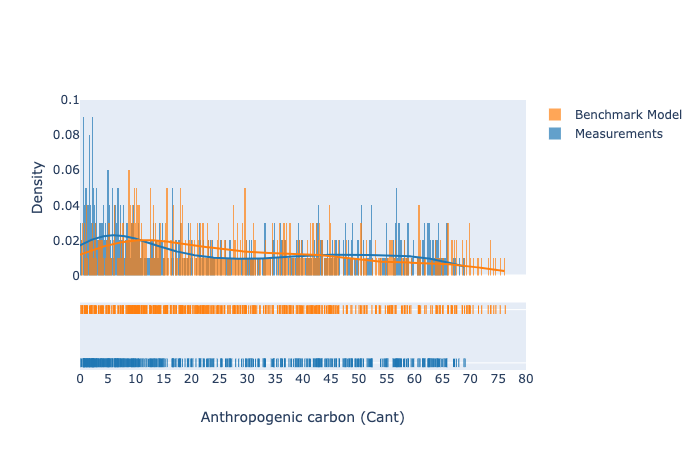 0.1
0.08
0.06
0.04
0.02
0
Density
Benchmark Model
Measurements
0 5 10 15 20 25 30 35 40 45 50 55 60 65 70 75 80
Anthropogenic carbon (Cant)